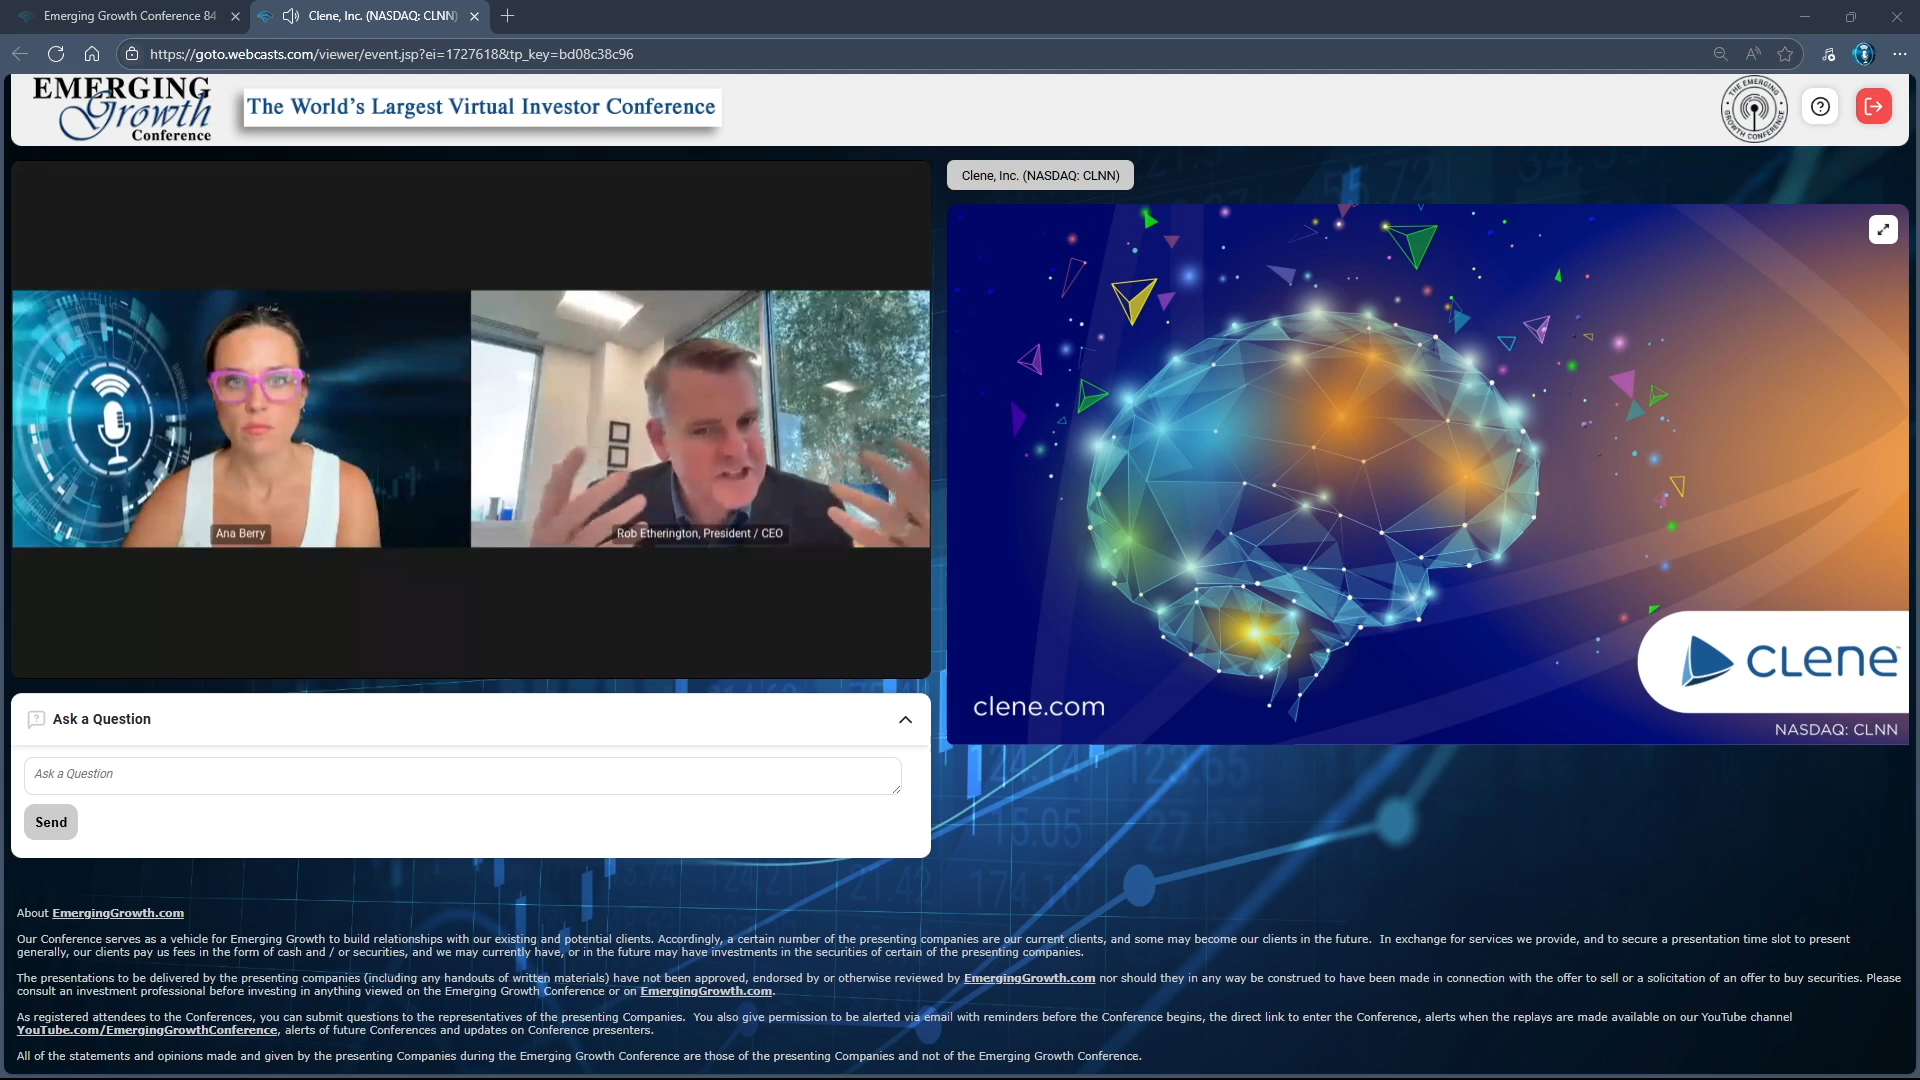 Emerging Growth Conference 84
Clene, Inc. (NASDAQ: CLNN)
https://goto.webcasts.com/viewer/event.jsp?ei=1727618&tp_key=bd08c38c96
EMERGING
Growth
Conference
The World's Largest Virtual Investor Conference
THE EMERGING GROWTH CONFERENCE
Clene, Inc. (NASDAQ: CLNN)
Ana Berry
Rob Etherington, President / CEO
clene.com
CLene
NASDAQ: CLNN
Ask a Question
Ask a Question
Send
About EmergingGrowth.com
Our Conference serves as a vehicle for Emerging Growth to build relationships with our existing and potential clients. Accordingly, a certain number of the presenting companies are our current clients, and some may become our clients in the future. In exchange for services we provide, and to secure a presentation time slot to present
generally, our clients pay us fees in the form of cash and / or securities, and we may currently have, or in the future may have investments in the securities of certain of the presenting companies.
The presentations to be delivered by the presenting companies (including any handouts of written materials) have not been approved, endorsed by or otherwise reviewed by EmergingGrowth.com nor should they in any way be construed to have been made in connection with the offer to sell or a solicitation of an offer to buy securities. Please
consult an investment professional before investing in anything viewed on the Emerging Growth Conference or on EmergingGrowth.com.
As registered attendees to the Conferences, you can submit questions to the representatives of the presenting Companies. You also give permission to be alerted via email with reminders before the Conference begins, the direct link to enter the Conference, alerts when the replays are made available on our YouTube channel
YouTube.com/EmergingGrowthConference, alerts of future Conferences and updates on Conference presenters.
All of the statements and opinions made and given by the presenting Companies during the Emerging Growth Conference are those of the presenting Companies and not of the Emerging Growth Conference.